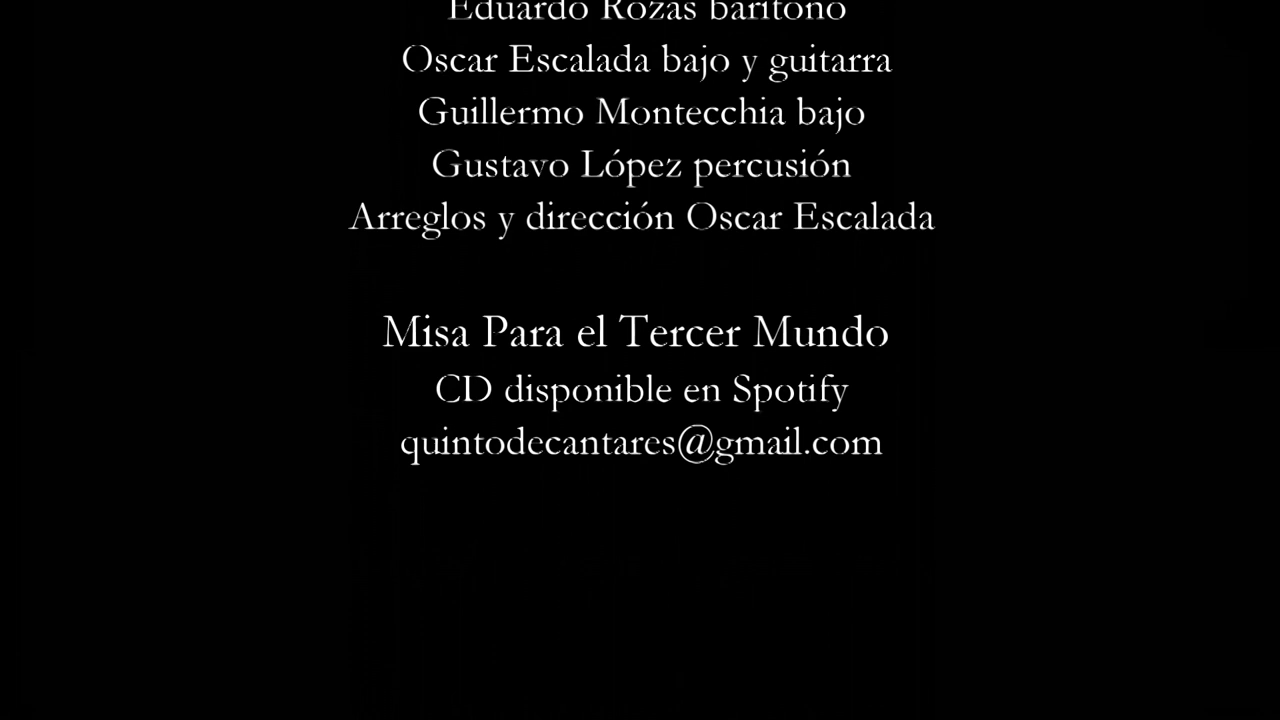 Eduardo Rozas barítono
Oscar Escalada bajo y guitarra
Guillermo Montecchia bajo
Gustavo López percusión
Arreglos y dirección Oscar Escalada
Misa Para el Tercer Mundo
CD disponible en Spotify
quintodecantares@gmail.com